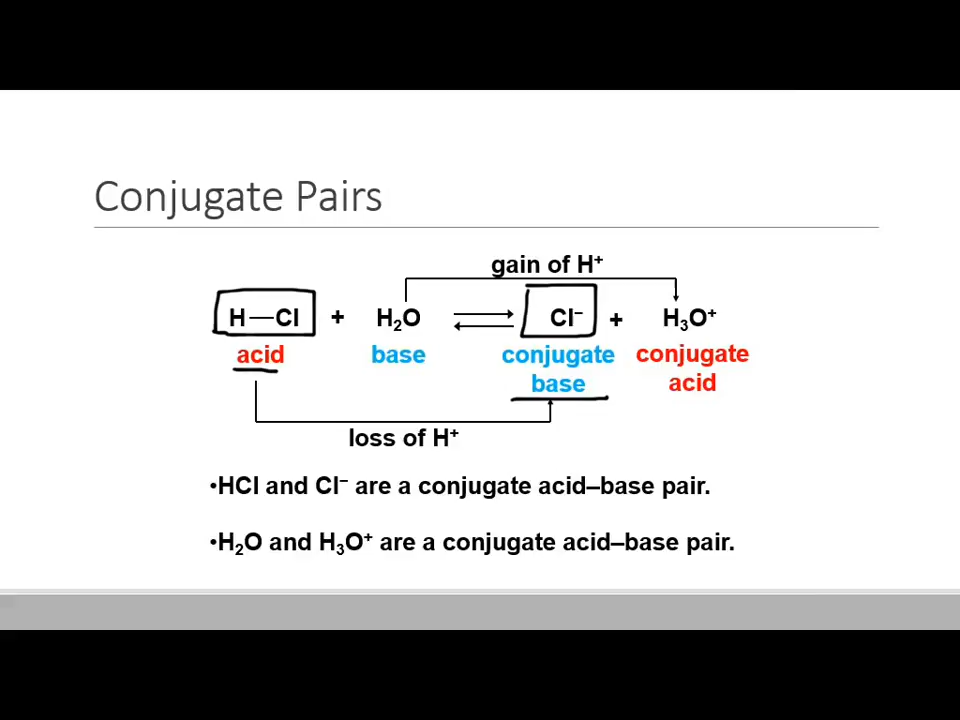 Conjugate Pairs
gain of H⁺
H—Cl + H₂O ⇌ Cl⁻ + H₃O⁺
acid base conjugate base conjugate acid
loss of H⁺
•HCl and Cl⁻ are a conjugate acid–base pair.
•H₂O and H₃O⁺ are a conjugate acid–base pair.